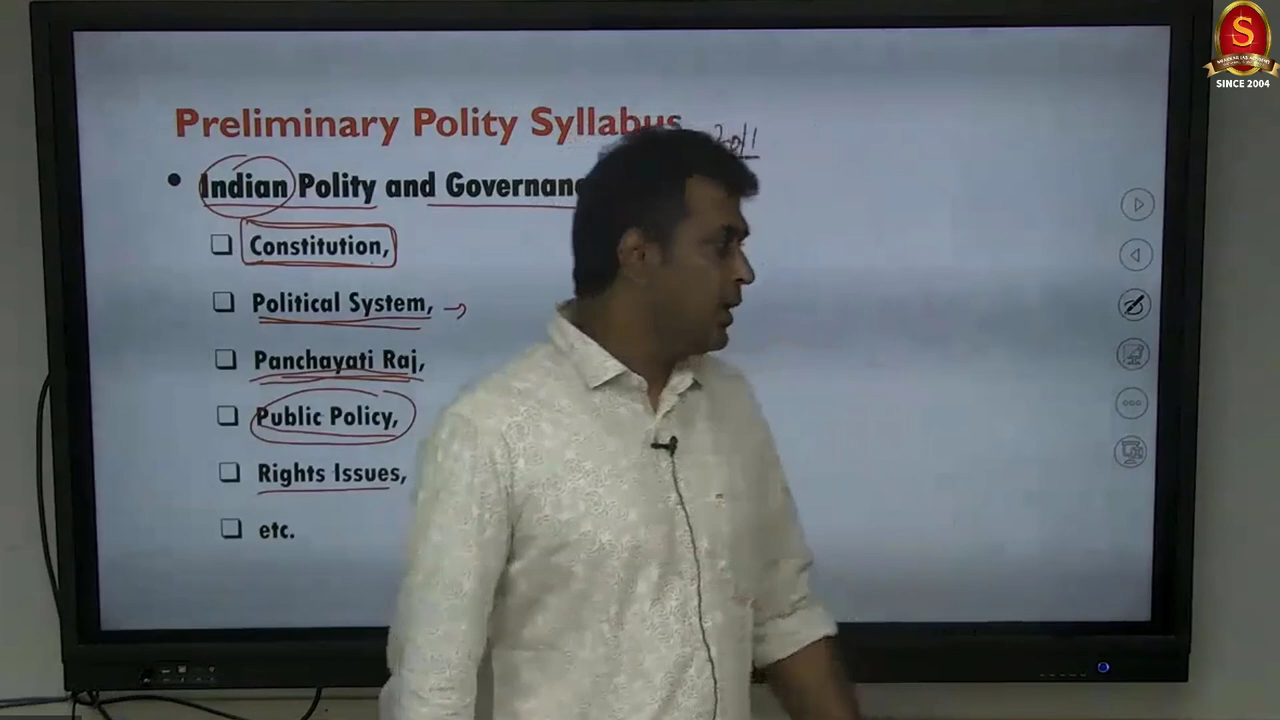 Preliminary Polity Syllabus
2011
Indian Polity and Governanc
Constitution,
Political System,
Panchayati Raj,
Public Policy,
Rights Issues,
etc.
S
SINCE 2004